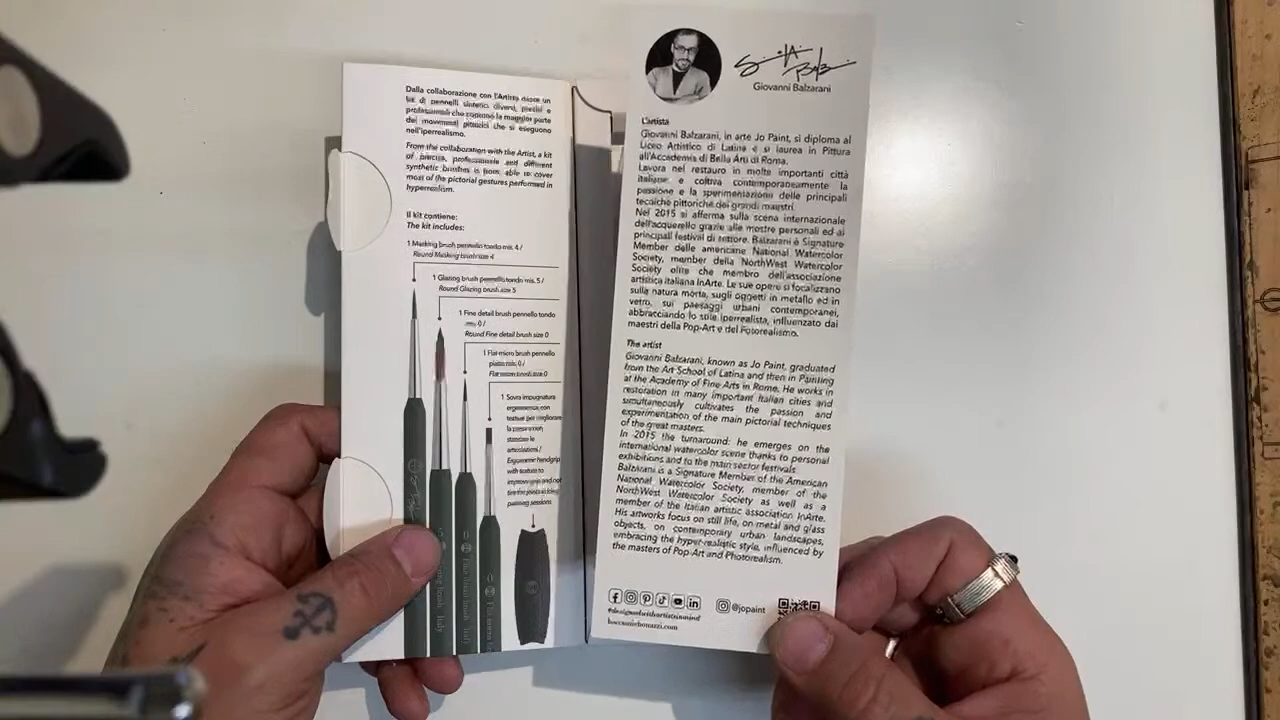 Dalla collaborazione con l'Artista nasce un
kit di pennelli sintetici diversi, precisi e
professionali che coprono la maggior parte
dei movimenti pittorici che si eseguono
nell'iperrealismo.
From the collaboration with the Artist, a kit
of precise, professionals and different
synthetic brushes is born, able to cover
most of the pictorial gestures performed in
hyperrealism.
Il kit contiene:
The kit includes:
1 Masking brush pennello tondo mis. 4 /
Round Masking brush size 4
1 Glazing brush pennello tondo mis. 5 /
Round Glazing brush size 5
1 Fine detail brush pennello tondo
mis. 0 /
Round Fine detail brush size 0
1 Flat micro brush pennello
piatto mis. 0 /
Flat micro brush size 0
1 Sovra impugnatura
ergonomica con
texture per migliorare
la presa e non
stancare le
articolazioni /
Ergonomic handgrip
with texture to
improve grip and not
tire the joints in long
painting sessions
Giovanni Balzarani
L'artista
Giovanni Balzarani, in arte Jo Paint, si diploma al
Liceo Artistico di Latina e si laurea in Pittura
all'Accademia di Belle Arti di Roma.
Lavora nel restauro in molte importanti città
italiane e coltiva contemporaneamente la
passione e la sperimentazione delle principali
tecniche pittoriche dei grandi maestri.
Nel 2015 si afferma sulla scena internazionale
dell'acquerello grazie alle mostre personali ed ai
principali festival di settore. Balzarani è Signature
Member delle americane National Watercolor
Society, member della NorthWest Watercolor
Society oltre che membro dell'associazione
artistica italiana InArte. Le sue opere si focalizzano
sulla natura morta, sugli oggetti in metallo ed in
vetro, sui paesaggi urbani contemporanei,
abbracciando lo stile iperrealista, influenzato dai
maestri della Pop-Art e del Fotorealismo.
The artist
Giovanni Balzarani, known as Jo Paint, graduated
from the Art School of Latina and then in Painting
at the Academy of Fine Arts in Rome. He works in
restoration in many important Italian cities and
simultaneously cultivates the passion and
experimentation of the main pictorial techniques
of the great masters.
In 2015 the turnaround: he emerges on the
international watercolor scene thanks to personal
exhibitions and to the main sector festivals.
Balzarani is a Signature Member of the American
National Watercolor Society, member of the
NorthWest Watercolor Society as well as a
member of the Italian artistic association InArte.
His artworks focus on still life, on metal and glass
objects, on contemporary urban landscapes,
embracing the hyper-realistic style, influenced by
the masters of Pop-Art and Photorealism.
@jopaint
#designedwithartistsinmind
borciani&bonazzi.com